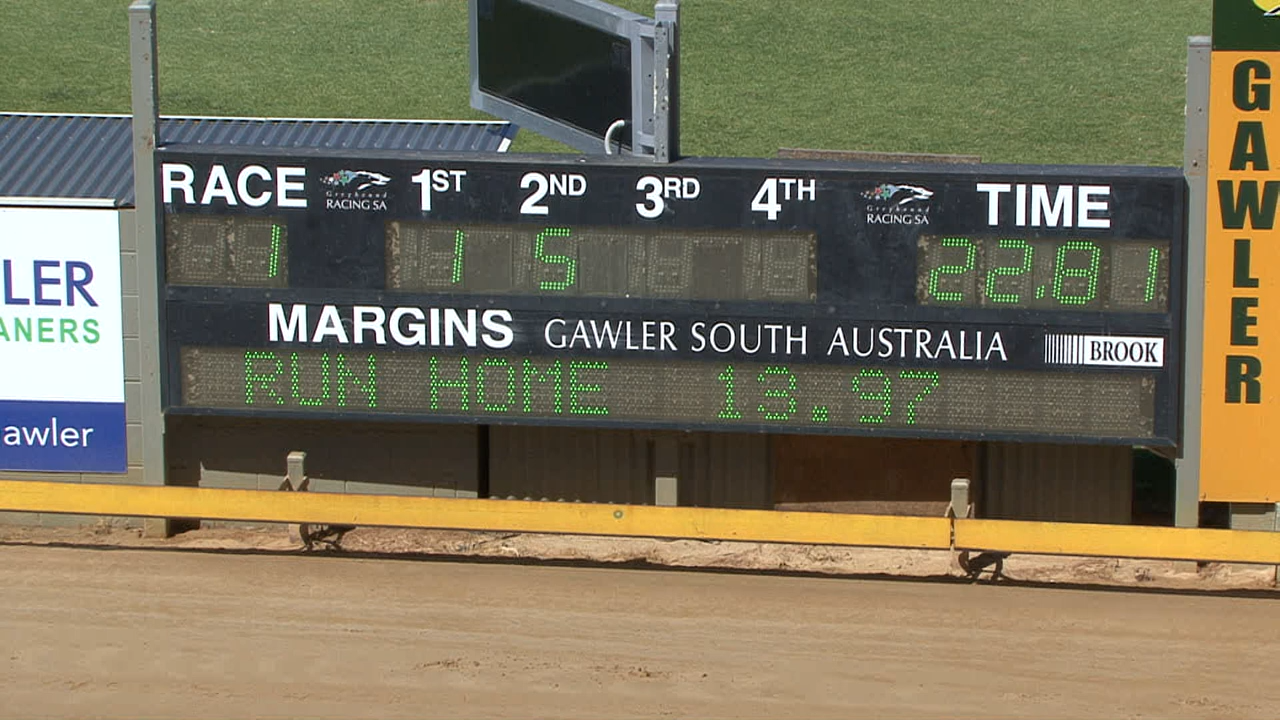 RACE Greyhound RACING SA 1ST 2ND 3RD 4TH Greyhound RACING SA TIME
1 1 5 22.81
MARGINS GAWLER SOUTH AUSTRALIA BROOK
RUN HOME 13.97
LER
ANERS
awler
GAWLER